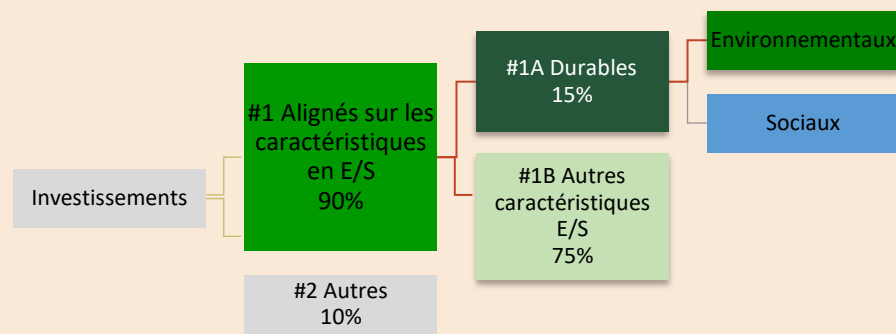 Investissements
#1 Alignés sur les
caractéristiques
en E/S
90%
#2 Autres
10%
#1A Durables
15%
#1B Autres
caractéristiques
E/S
75%
Environnementaux
Sociaux